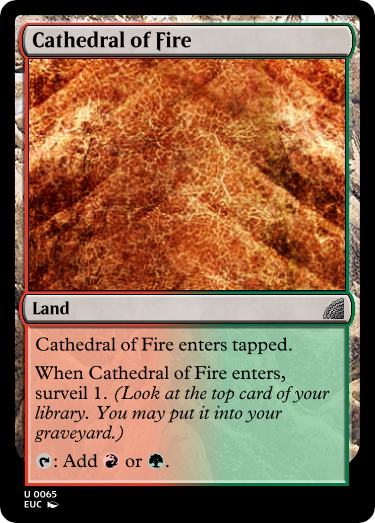 Cathedral of Fire
Land
Cathedral of Fire enters tapped.
When Cathedral of Fire enters,
surveil 1. (Look at the top card of your
library. You may put it into your
graveyard.)
: Add or .
U 0065
EUC